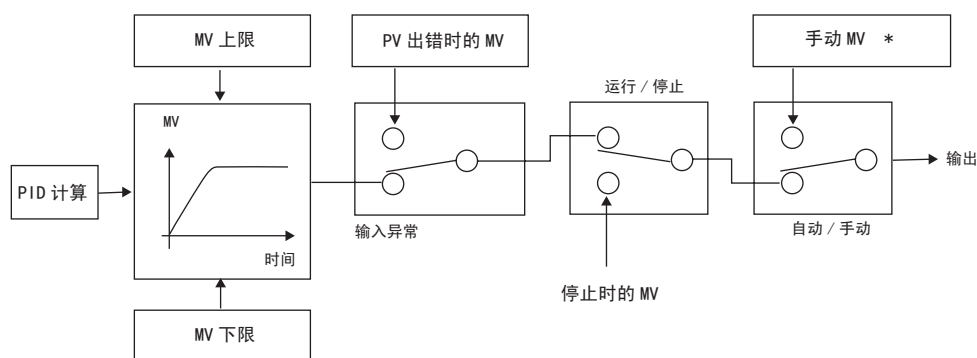 MV 上限
PV 出错时的 MV
手动 MV *
运行 / 停止
MV
PID 计算
输出
时间
输入异常
自动 / 手动
停止时的 MV
MV 下限